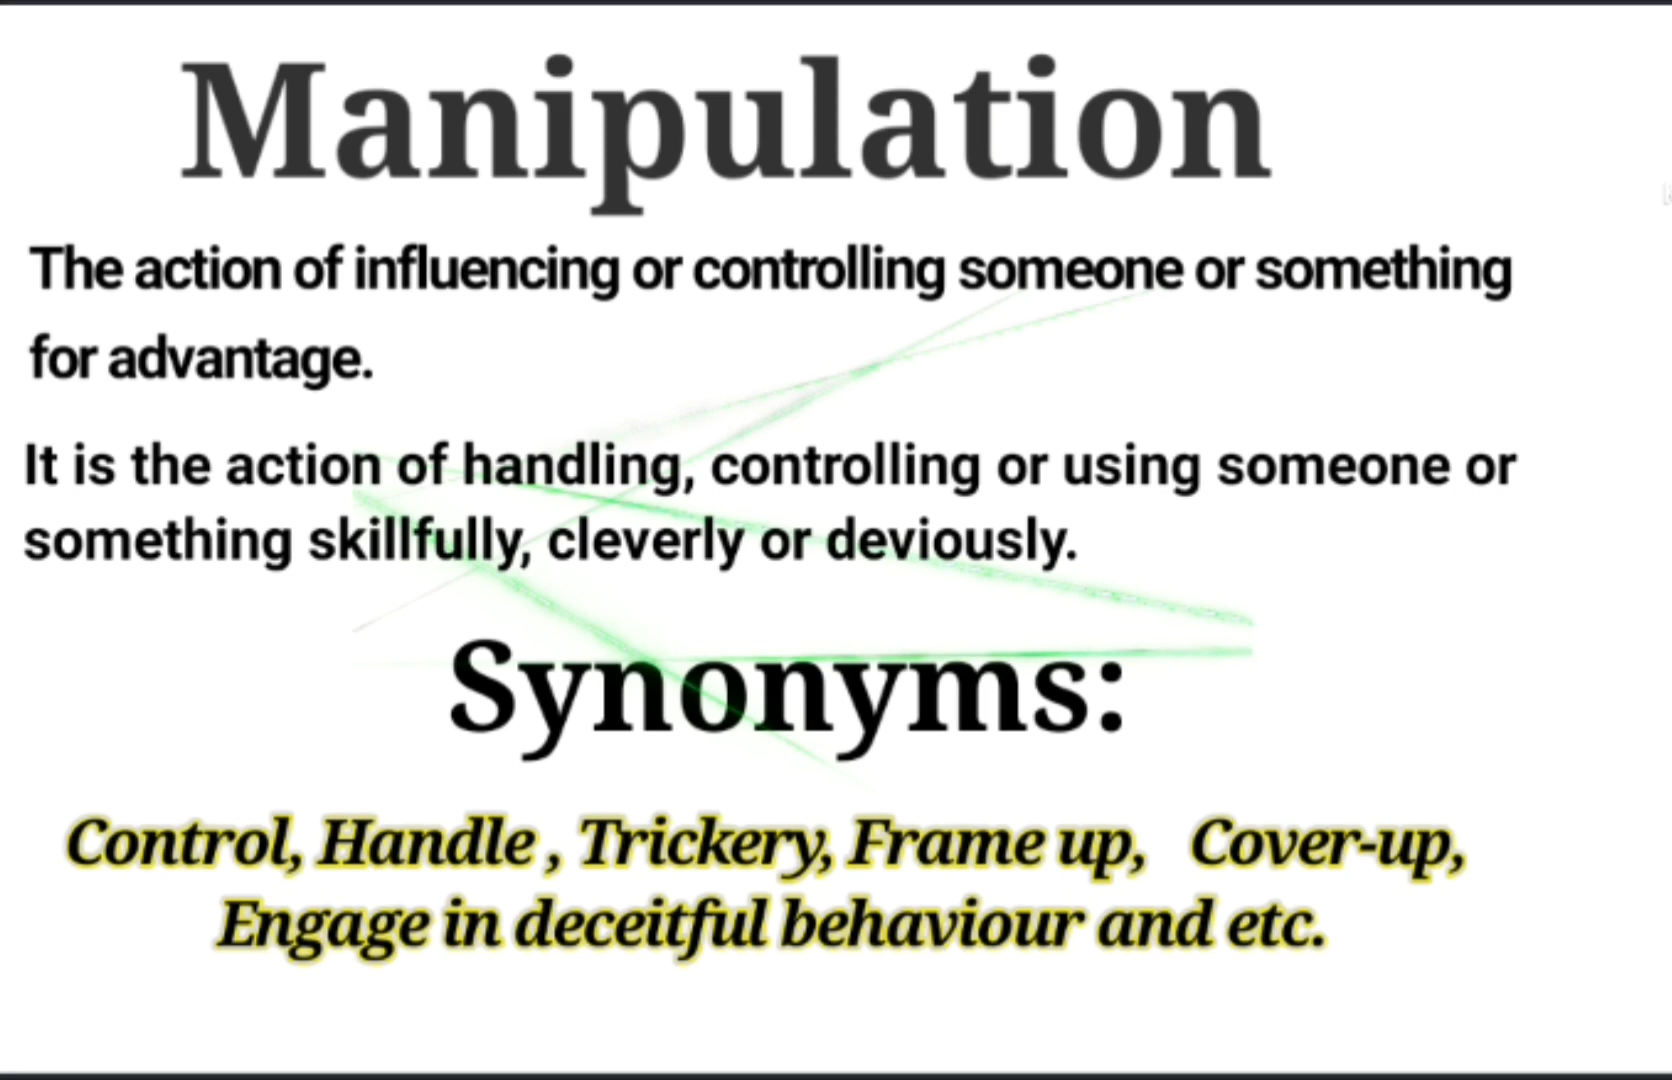 Manipulation
The action of influencing or controlling someone or something
for advantage.
It is the action of handling, controlling or using someone or
something skillfully, cleverly or deviously.
Synonyms:
Control, Handle , Trickery, Frame up, Cover-up,
Engage in deceitful behaviour and etc.